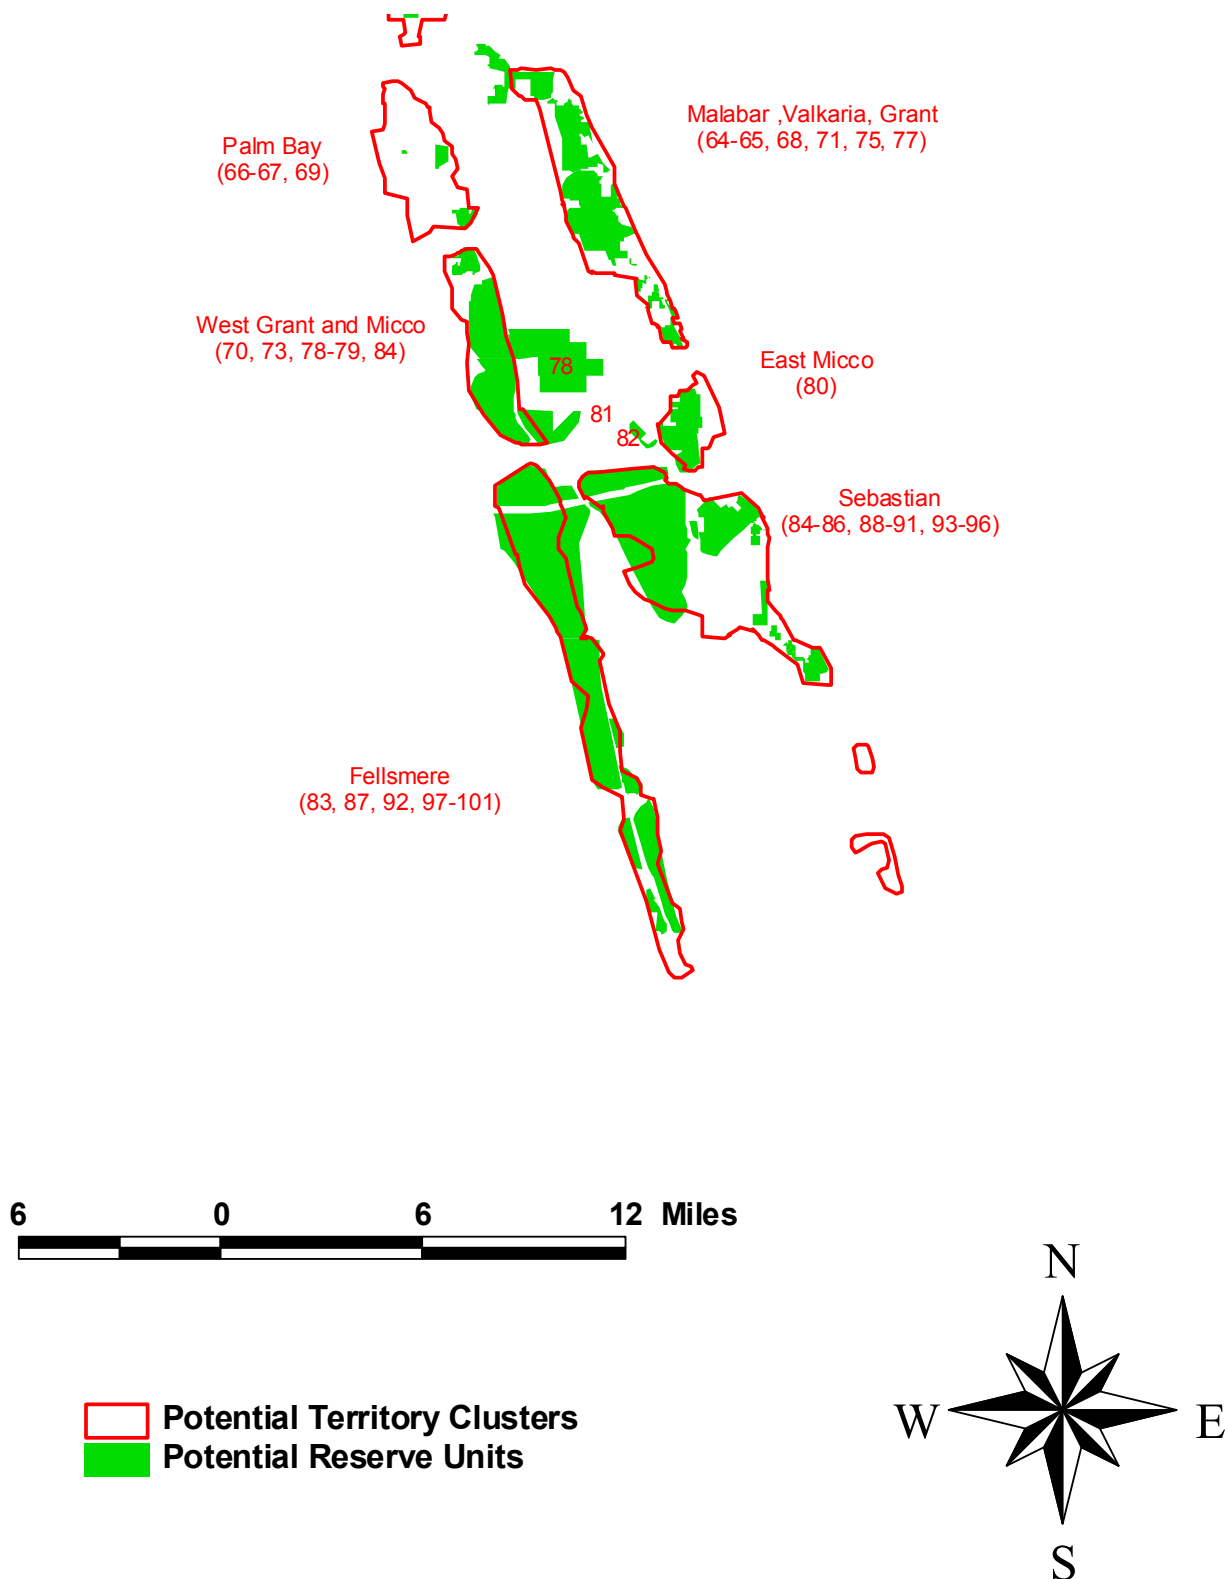 Malabar ,Valkaria, Grant
(64-65, 68, 71, 75, 77)
Palm Bay
(66-67, 69)
West Grant and Micco
(70, 73, 78-79, 84)
78
East Micco
(80)
81
82
Sebastian
(84-86, 88-91, 93-96)
Fellsmere
(83, 87, 92, 97-101)
6 0 6 12 Miles
N
W E
S
Potential Territory Clusters
Potential Reserve Units